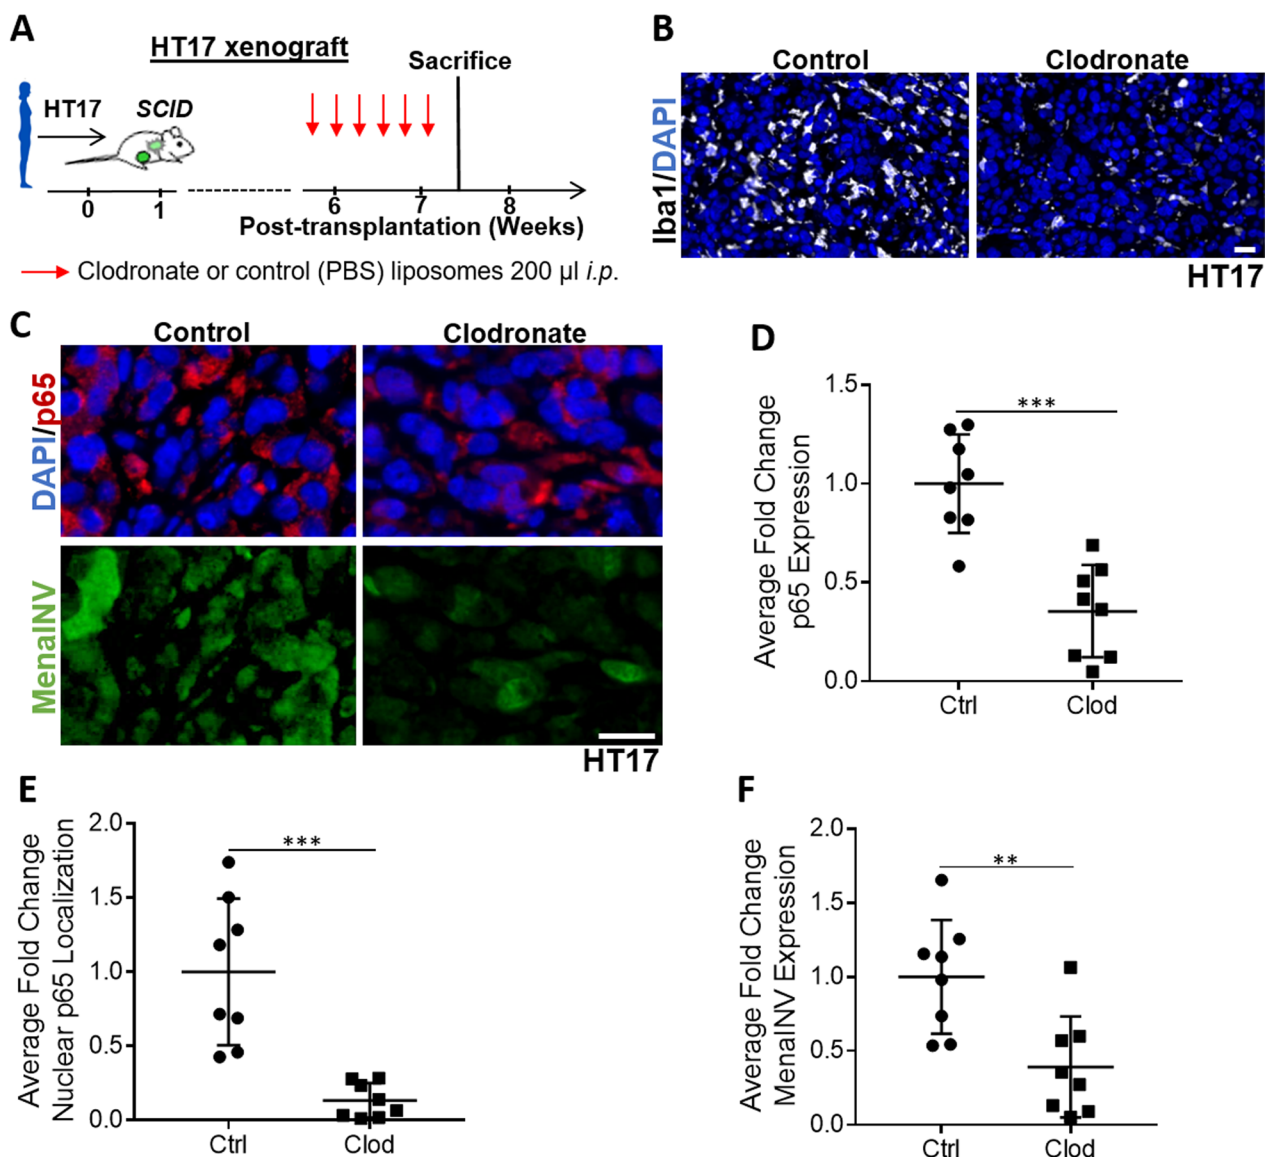 A
HT17 xenograft
Sacrifice
HT17
SCID
0 1 6 7 8
Post-transplantation (Weeks)
Clodronate or control (PBS) liposomes 200 µl i.p.
B
Control Clodronate
Iba1/DAPI
HT17
C
Control Clodronate
DAPI/p65
MenaINV
HT17
D
Average Fold Change
p65 Expression
1.5
1.0
0.5
0.0
***
Ctrl Clod
E
Average Fold Change
Nuclear p65 Localization
2.0
1.5
1.0
0.5
0.0
***
Ctrl Clod
F
Average Fold Change
MenaINV Expression
2.0
1.5
1.0
0.5
0.0
**
Ctrl Clod